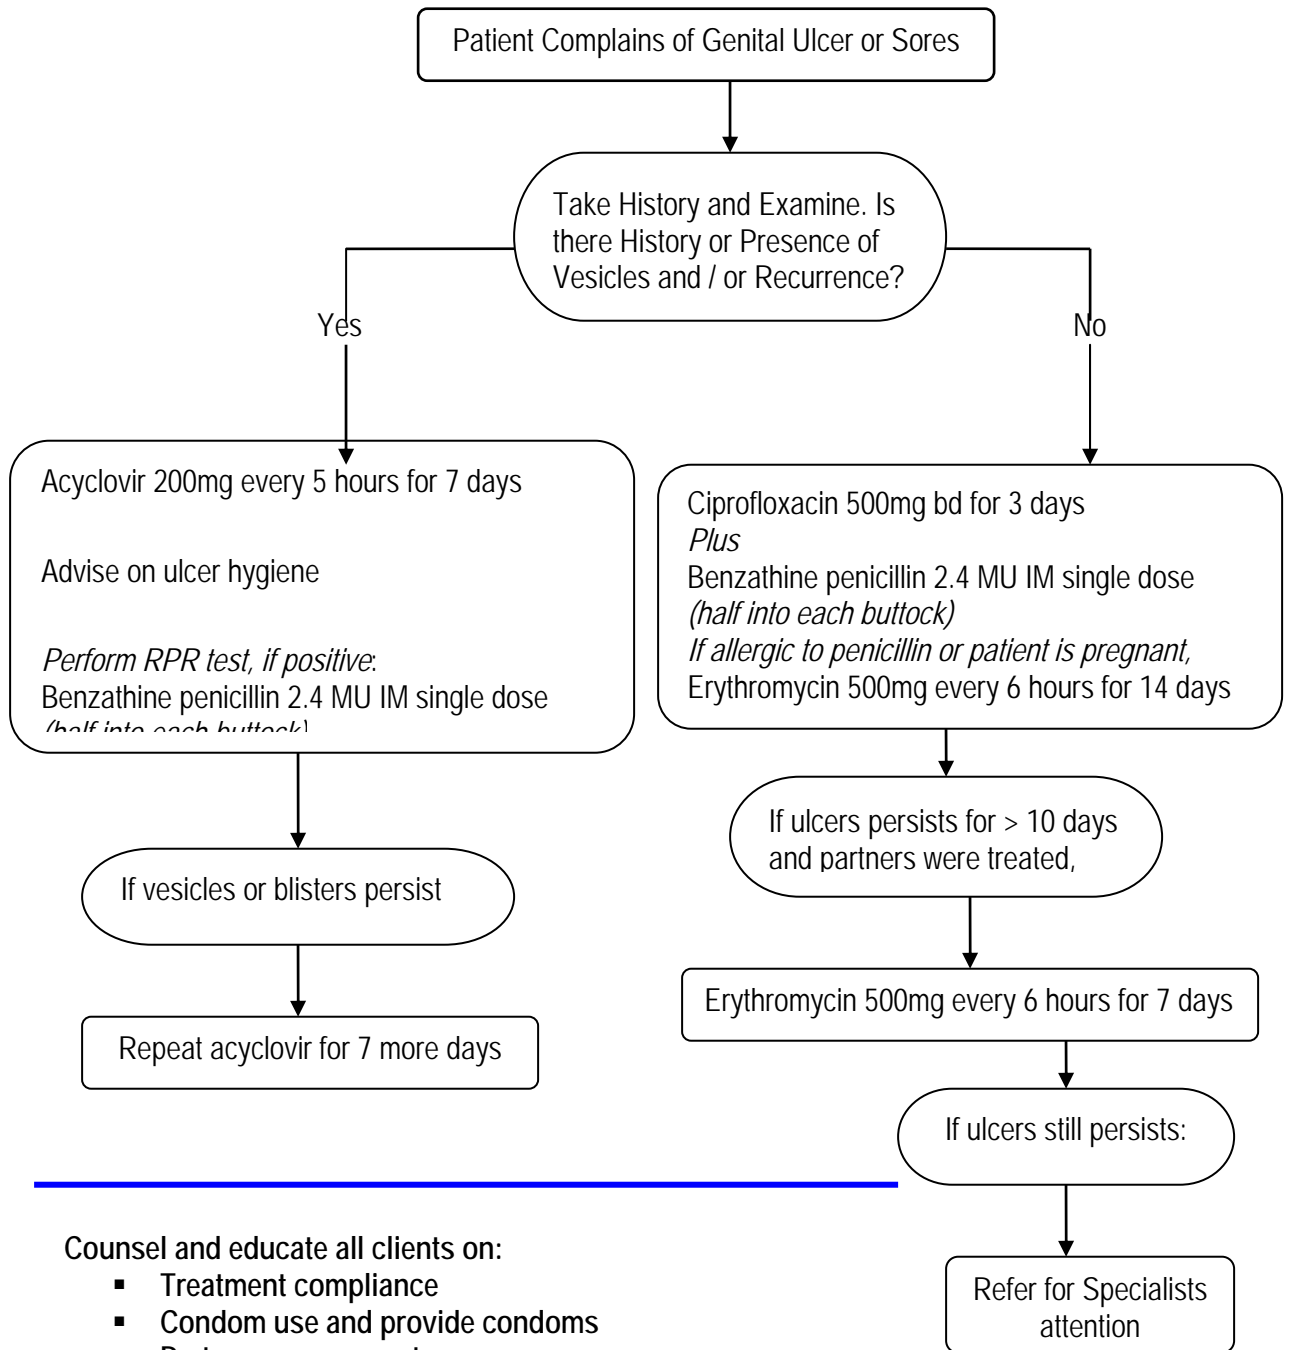 Patient Complains of Genital Ulcer or Sores
Take History and Examine. Is
there History or Presence of
Vesicles and / or Recurrence?
Yes
No
Acyclovir 200mg every 5 hours for 7 days
Advise on ulcer hygiene
Perform RPR test, if positive:
Benzathine penicillin 2.4 MU IM single dose
(half into each buttock)
Ciprofloxacin 500mg bd for 3 days
Plus
Benzathine penicillin 2.4 MU IM single dose
(half into each buttock)
If allergic to penicillin or patient is pregnant,
Erythromycin 500mg every 6 hours for 14 days
If vesicles or blisters persist
Repeat acyclovir for 7 more days
If ulcers persists for > 10 days
and partners were treated,
Erythromycin 500mg every 6 hours for 7 days
If ulcers still persists:
Refer for Specialists
attention
Counsel and educate all clients on:
▪ Treatment compliance
▪ Condom use and provide condoms